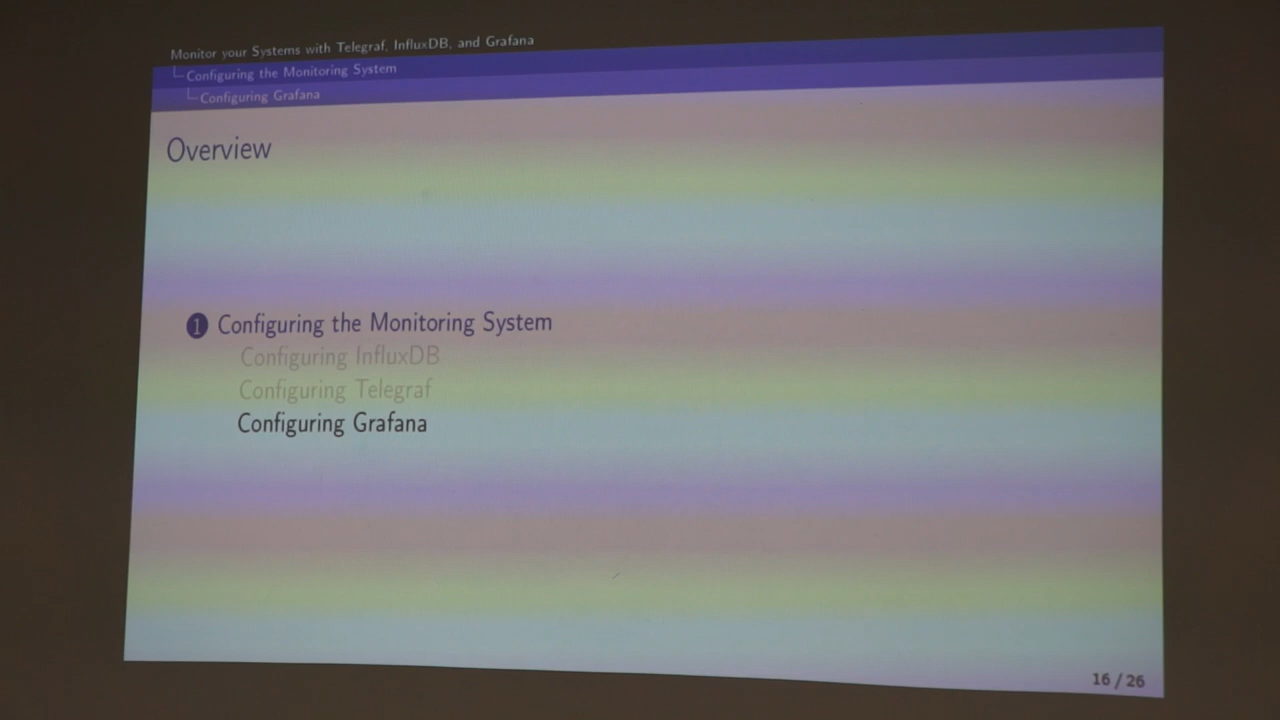 Monitor your Systems with Telegraf, InfluxDB, and Grafana
Configuring the Monitoring System
Configuring Grafana
Overview
1 Configuring the Monitoring System
Configuring InfluxDB
Configuring Telegraf
Configuring Grafana
16 / 26